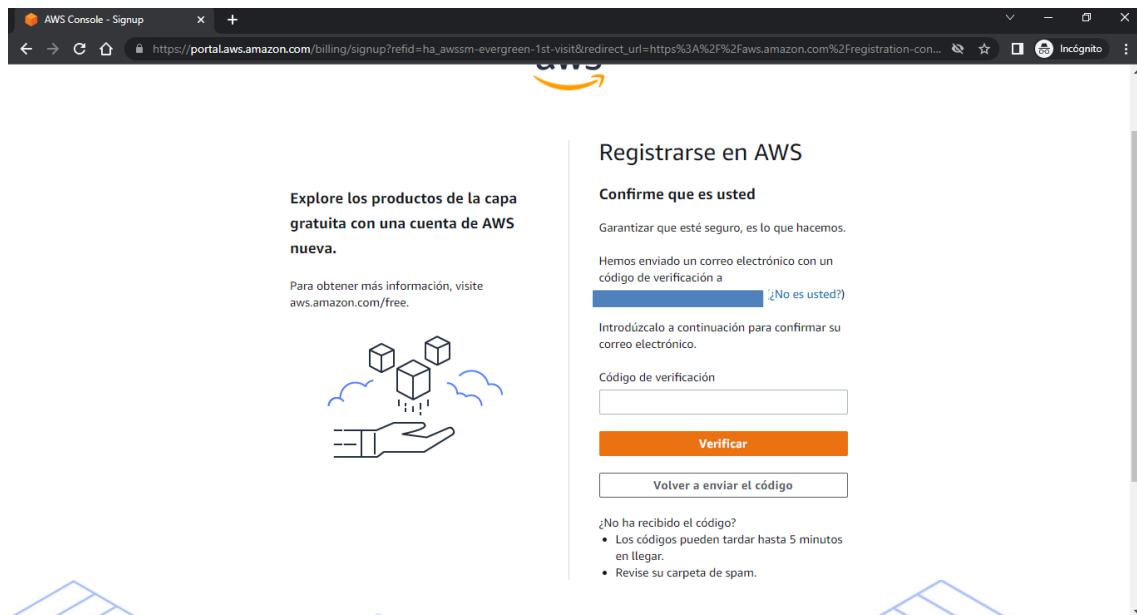 AWS Console - Signup
https://portal.aws.amazon.com/billing/signup?refid=ha_awssm-evergreen-1st-visit&redirect_url=https%3A%2F%2Faws.amazon.com%2Fregistration-con...
Incógnito
aws
Registrarse en AWS
Explore los productos de la capa
gratuita con una cuenta de AWS
nueva.
Para obtener más información, visite
aws.amazon.com/free.
Confirme que es usted
Garantizar que esté seguro, es lo que hacemos.
Hemos enviado un correo electrónico con un
código de verificación a
(¿No es usted?)
Introdúzcalo a continuación para confirmar su
correo electrónico.
Código de verificación
Verificar
Volver a enviar el código
¿No ha recibido el código?
• Los códigos pueden tardar hasta 5 minutos
en llegar.
• Revise su carpeta de spam.